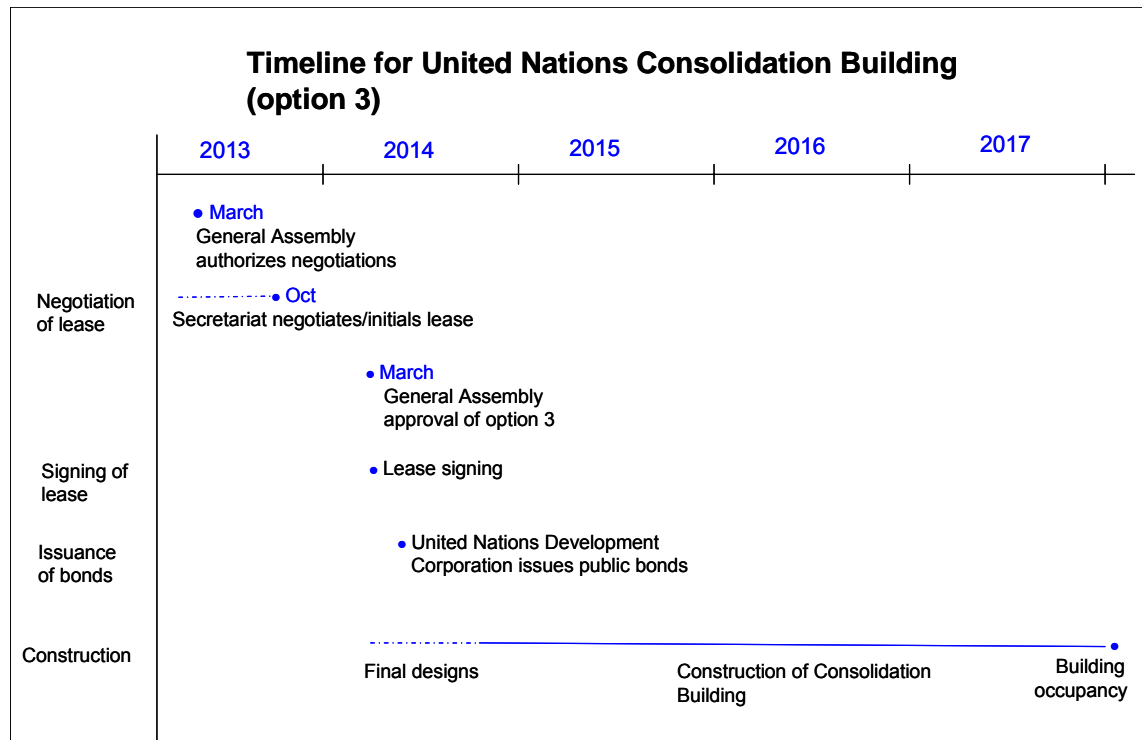 Timeline for United Nations Consolidation Building
(option 3)
2013 2014 2015 2016 2017
March
General Assembly
authorizes negotiations
Negotiation
of lease
Oct
Secretariat negotiates/initials lease
March
General Assembly
approval of option 3
Signing of
lease
Lease signing
Issuance
of bonds
United Nations Development
Corporation issues public bonds
Construction
Final designs
Construction of Consolidation
Building
Building
occupancy